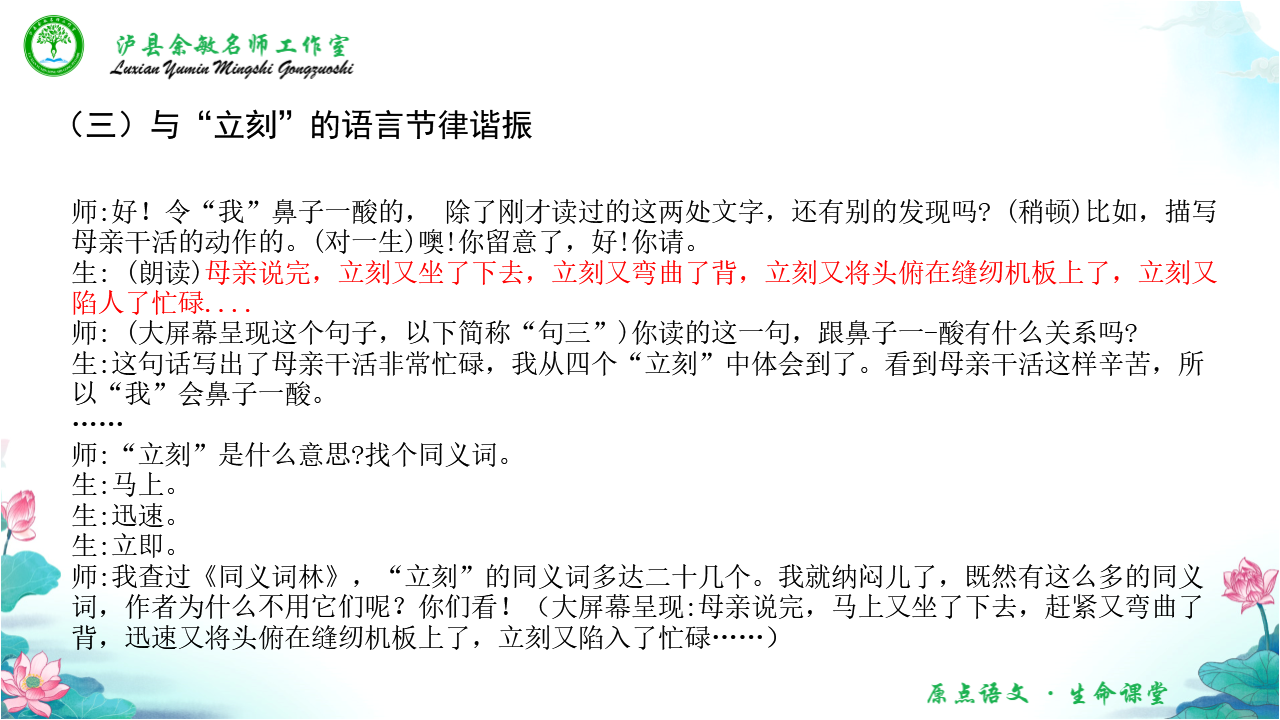 泸县余敏名师工作室
Luxian Yumin Mingshi Gongzuoshi
（三）与“立刻”的语言节律谐振
师:好！令“我”鼻子一酸的， 除了刚才读过的这两处文字，还有别的发现吗? (稍顿)比如，描写
母亲干活的动作的。(对一生)噢!你留意了，好!你请。
生: (朗读)母亲说完，立刻又坐了下去，立刻又弯曲了背，立刻又将头俯在缝纫机板上了，立刻又
陷人了忙碌....
师: (大屏幕呈现这个句子，以下简称“句三”)你读的这一句，跟鼻子一-酸有什么关系吗?
生:这句话写出了母亲干活非常忙碌，我从四个“立刻”中体会到了。看到母亲干活这样辛苦，所
以“我”会鼻子一酸。
……
师:“立刻”是什么意思?找个同义词。
生:马上。
生:迅速。
生:立即。
师:我查过《同义词林》，“立刻”的同义词多达二十几个。我就纳闷儿了，既然有这么多的同义
词，作者为什么不用它们呢？你们看！（大屏幕呈现:母亲说完，马上又坐了下去，赶紧又弯曲了
背，迅速又将头俯在缝纫机板上了，立刻又陷入了忙碌……）
原点语文 · 生命课堂